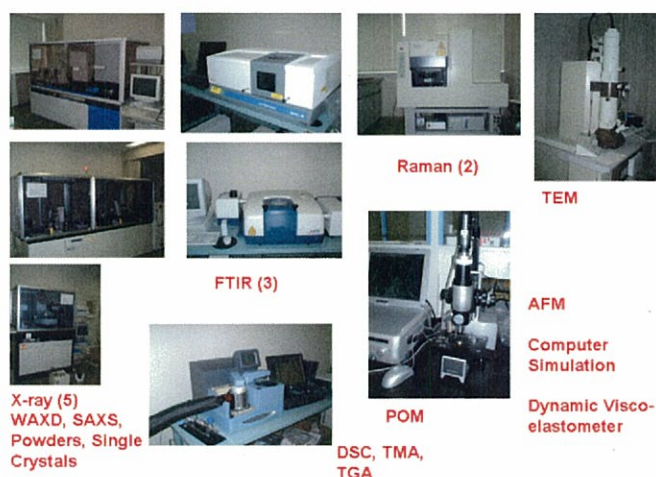 Raman (2)
TEM
FTIR (3)
AFM
Computer
Simulation
Dynamic Visco-
elastometer
X-ray (5)
WAXD, SAXS,
Powders, Single
Crystals
POM
DSC, TMA,
TGA